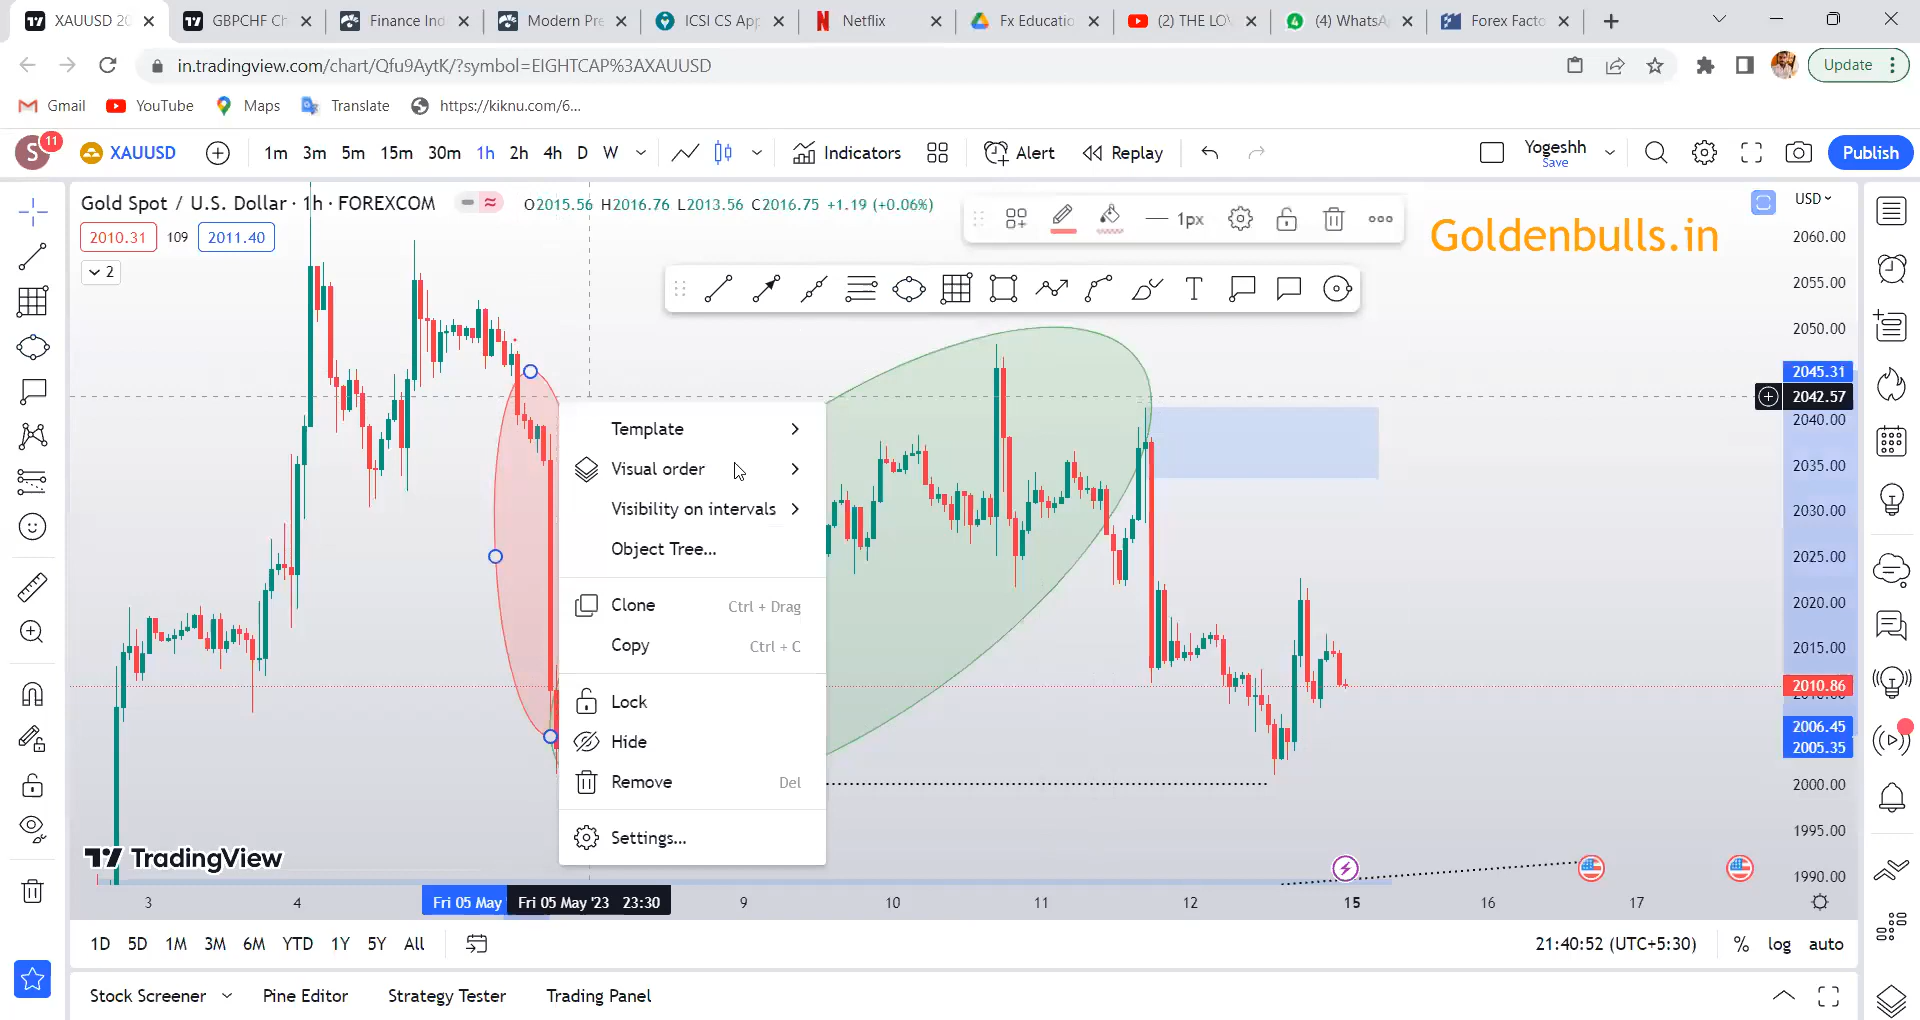 XAUUSD 20
GBPCHF Ch
Finance Ind
Modern Pre
ICSI CS App
Netflix
Fx Educatio
(2) THE LOV
(4) WhatsA
Forex Facto
in.tradingview.com/chart/Qfu9AytK/?symbol=EIGHTCAP%3AXAUUSD
Update
Gmail
YouTube
Maps
Translate
https://kiknu.com/6...
S
11
XAUUSD
1m 3m 5m 15m 30m 1h 2h 4h D W
Indicators
Alert
Replay
Yogeshh
Save
Publish
Gold Spot / U.S. Dollar · 1h · FOREXCOM
O2015.56 H2016.76 L2013.56 C2016.75 +1.19 (+0.06%)
2010.31 109 2011.40
2
1px
Goldenbulls.in
USD
2060.00
2055.00
2050.00
2045.31
2042.57
2040.00
2035.00
2030.00
2025.00
2020.00
2015.00
2010.86
2006.45
2005.35
2000.00
1995.00
1990.00
Template
Visual order
Visibility on intervals
Object Tree...
Clone Ctrl + Drag
Copy Ctrl + C
Lock
Hide
Remove Del
Settings...
TradingView
3 4 Fri 05 May Fri 05 May '23 23:30 9 10 11 12 15 16 17
1D 5D 1M 3M 6M YTD 1Y 5Y All
21:40:52 (UTC+5:30) % log auto
Stock Screener Pine Editor Strategy Tester Trading Panel